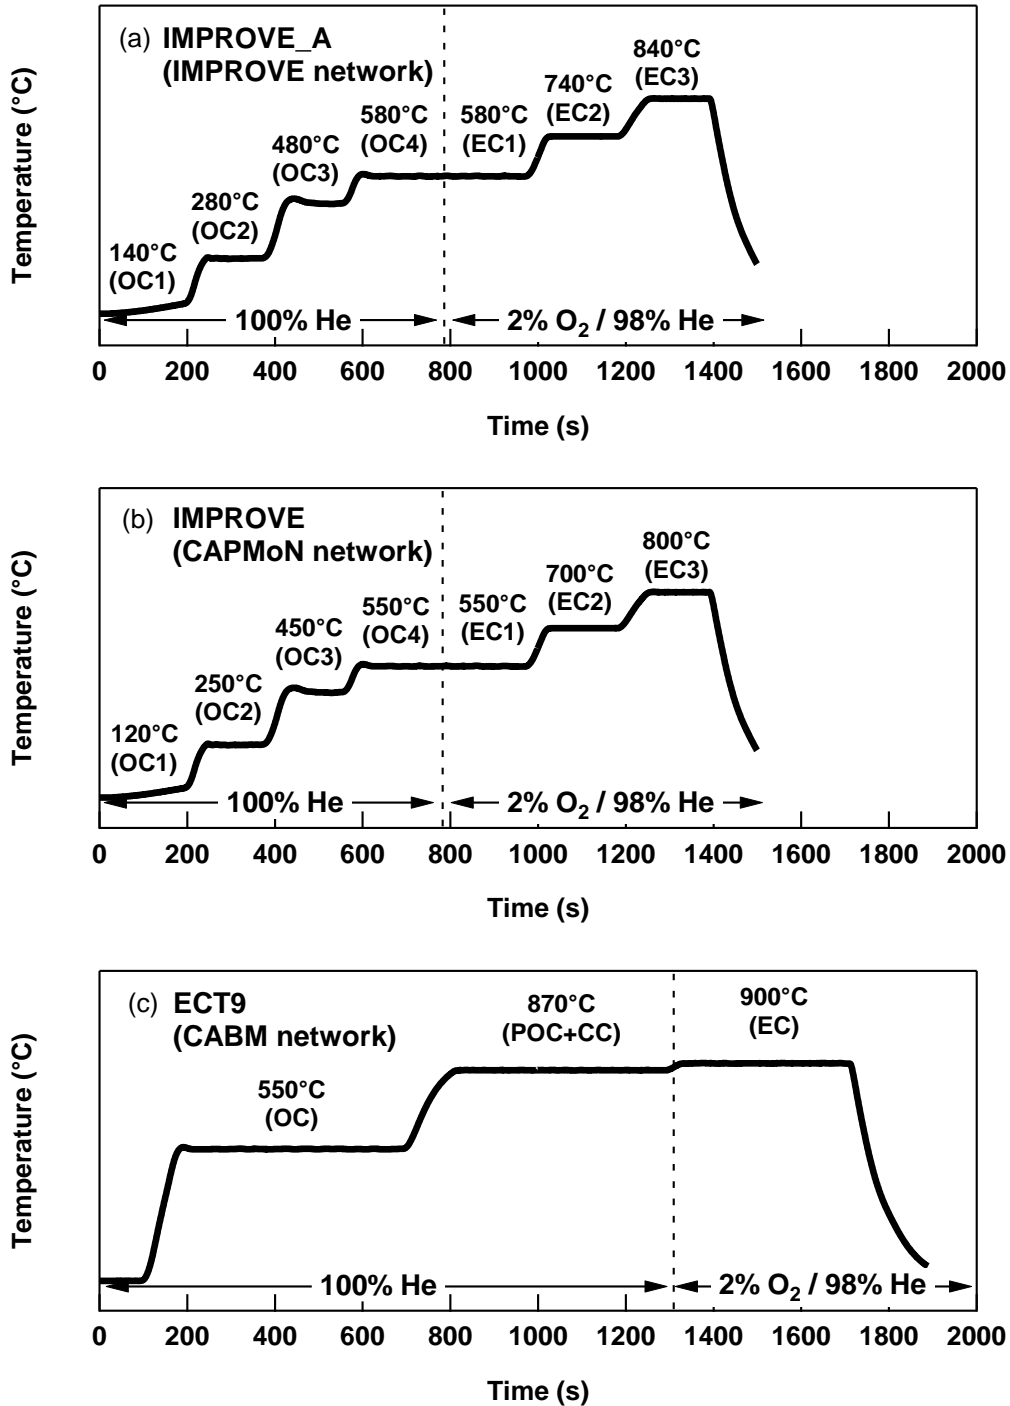 (a) IMPROVE_A
(IMPROVE network)
Temperature (°C)
140°C
(OC1)
280°C
(OC2)
480°C
(OC3)
580°C
(OC4)
580°C
(EC1)
740°C
(EC2)
840°C
(EC3)
100% He
2% O2 / 98% He
0 200 400 600 800 1000 1200 1400 1600 1800 2000
Time (s)
(b) IMPROVE
(CAPMoN network)
Temperature (°C)
120°C
(OC1)
250°C
(OC2)
450°C
(OC3)
550°C
(OC4)
550°C
(EC1)
700°C
(EC2)
800°C
(EC3)
100% He
2% O2 / 98% He
0 200 400 600 800 1000 1200 1400 1600 1800 2000
Time (s)
(c) ECT9
(CABM network)
Temperature (°C)
550°C
(OC)
870°C
(POC+CC)
900°C
(EC)
100% He
2% O2 / 98% He
0 200 400 600 800 1000 1200 1400 1600 1800 2000
Time (s)